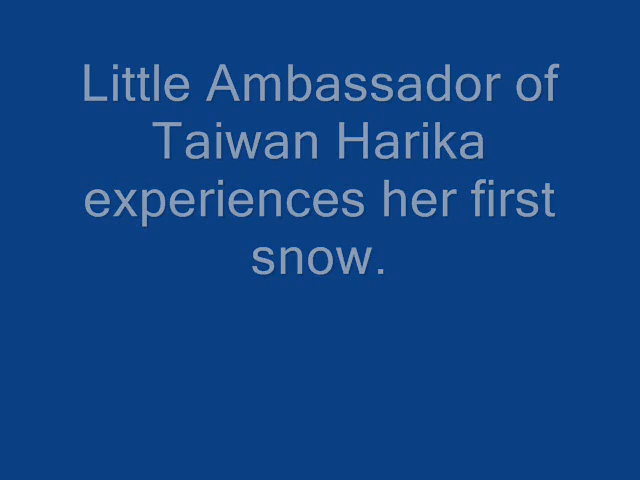 Little Ambassador of
Taiwan Harika
experiences her first
snow.